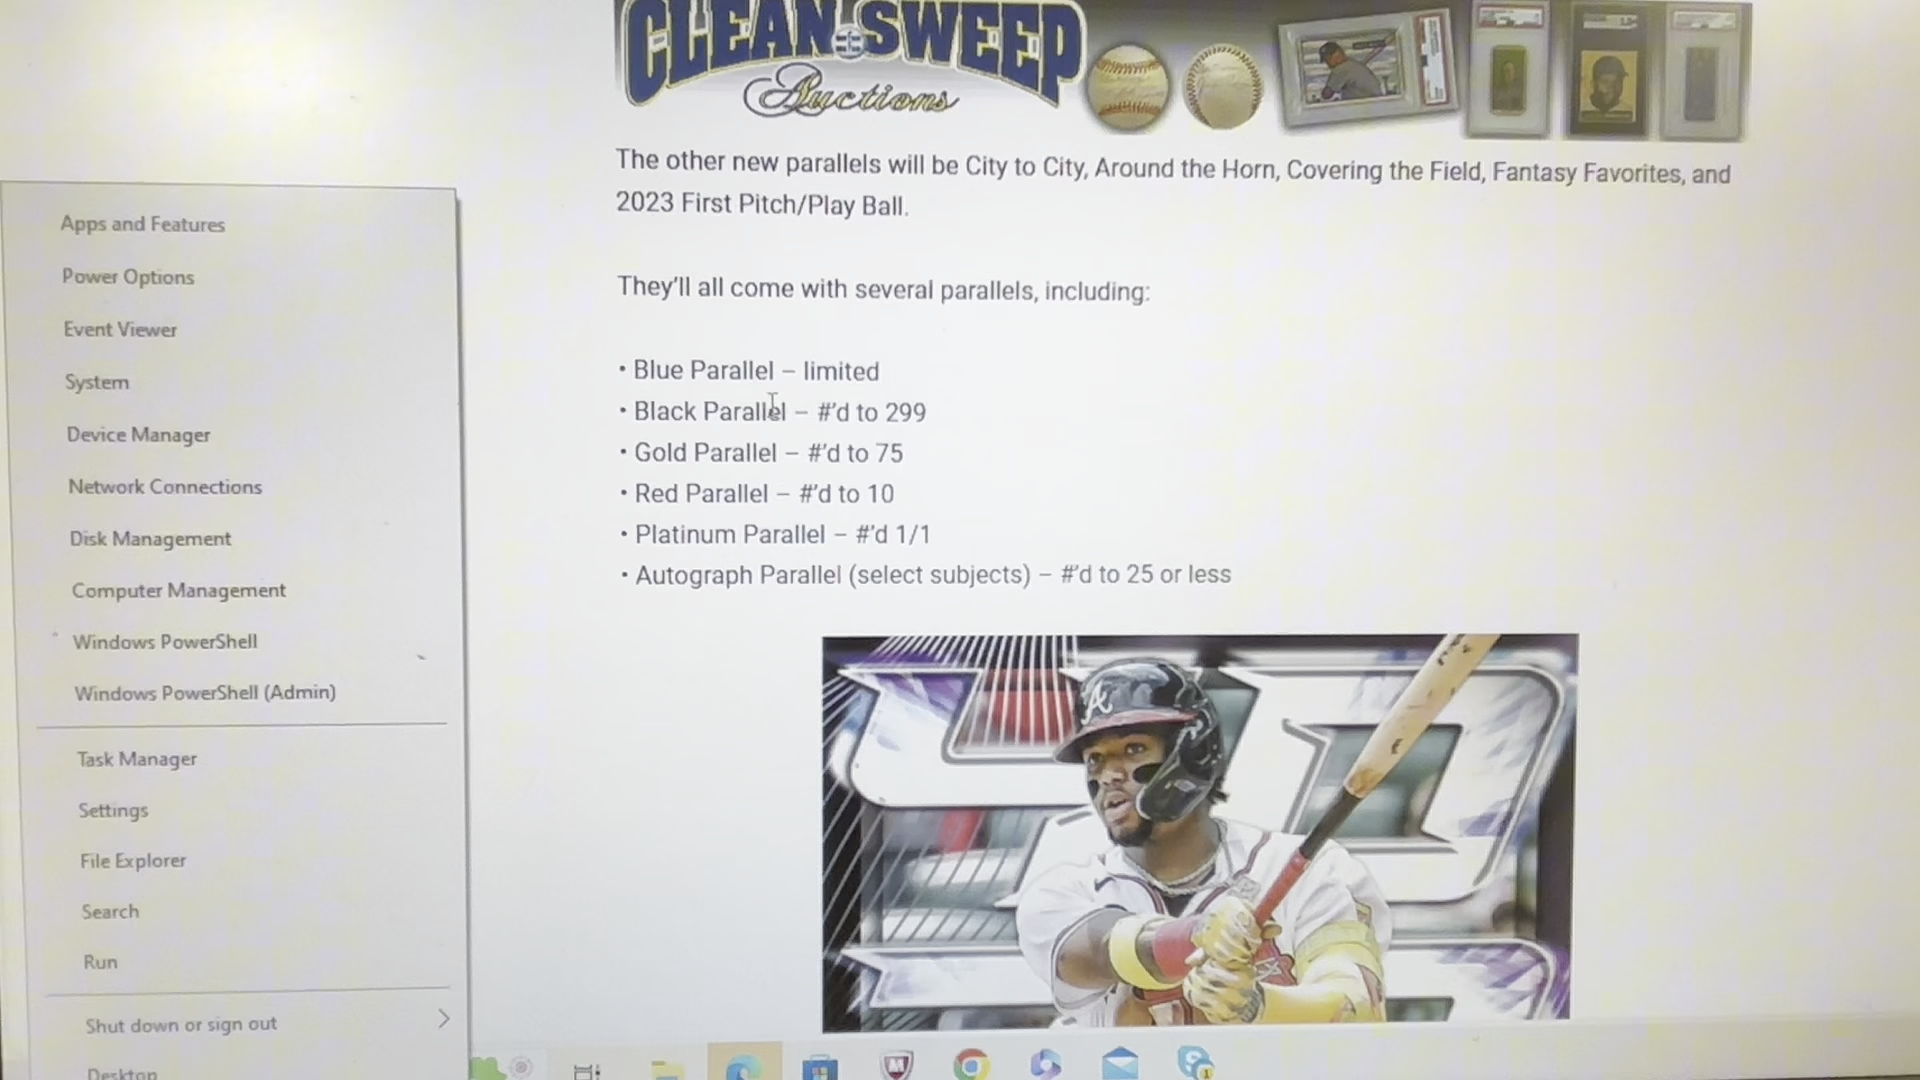 CLEAN SWEEP
Auctions
The other new parallels will be City to City, Around the Horn, Covering the Field, Fantasy Favorites, and
2023 First Pitch/Play Ball.
They'll all come with several parallels, including:
• Blue Parallel – limited
• Black Parallel – #'d to 299
• Gold Parallel – #'d to 75
• Red Parallel – #'d to 10
• Platinum Parallel – #'d 1/1
• Autograph Parallel (select subjects) – #'d to 25 or less
Apps and Features
Power Options
Event Viewer
System
Device Manager
Network Connections
Disk Management
Computer Management
Windows PowerShell
Windows PowerShell (Admin)
Task Manager
Settings
File Explorer
Search
Run
Shut down or sign out
Desktop
A